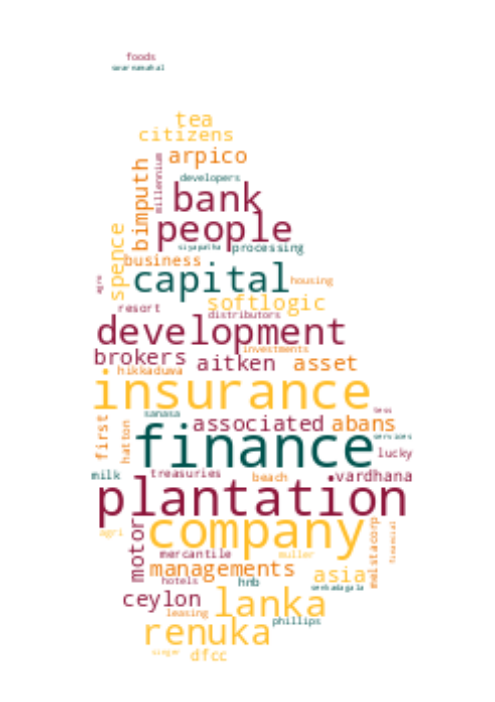 foods
swarnamahal
tea
citizens
arpico
bimputh
millennium
developers
bank
people
spence
siyapatha
processing
business
capital
housing
agro
softlogic
resort
distributors
development
investments
brokers
aitken
asset
hikkaduwa
insurance
less
sanasa
associated
abans
first
hatton
finance
services
lucky
milk
treasuries
beach
vardhana
plantation
agri
company
motor
melstacorp
financial
mercantile
muller
managements
asia
hotels
hnb
ceylon
lanka
leasing
phillips
renuka
singer
dfcc